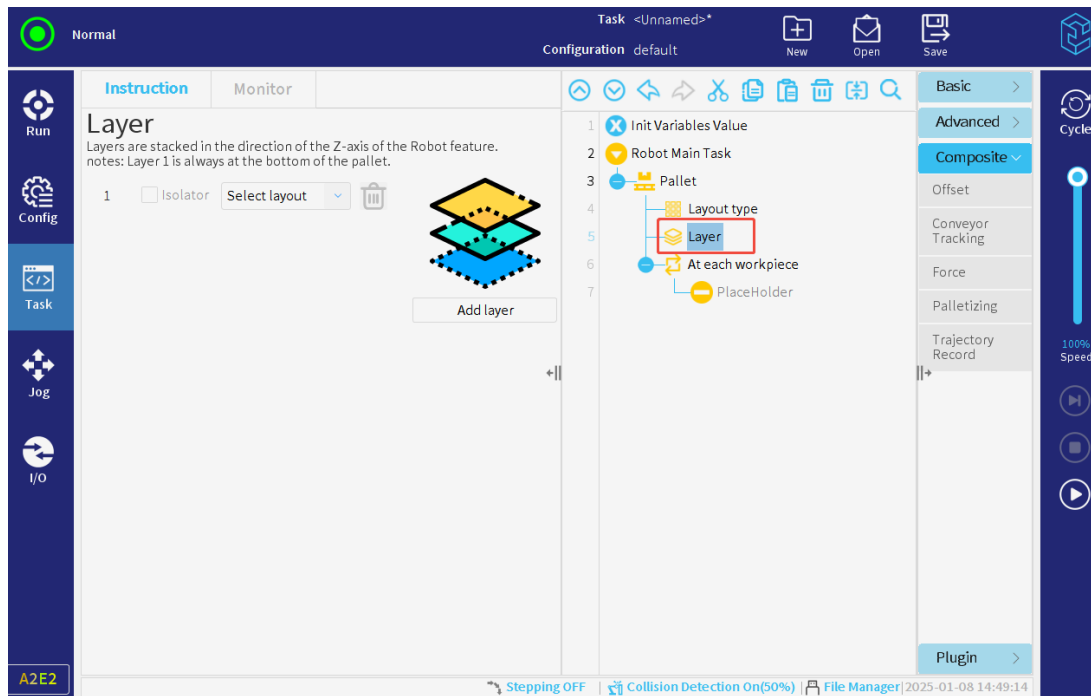 Normal
Task <Unnamed>*
Configuration default
New
Open
Save
Run
Config
Task
Jog
I/O
A2E2
Instruction
Monitor
Layer
Layers are stacked in the direction of the Z-axis of the Robot feature.
notes: Layer 1 is always at the bottom of the pallet.
1 Isolator Select layout
Add layer
1 Init Variables Value
2 Robot Main Task
3 Pallet
4 Layout type
5 Layer
6 At each workpiece
7 PlaceHolder
Basic
Advanced
Composite
Offset
Conveyor
Tracking
Force
Palletizing
Trajectory
Record
Plugin
Cycle
100%
Speed
Stepping OFF
Collision Detection On(50%)
File Manager
2025-01-08 14:49:14